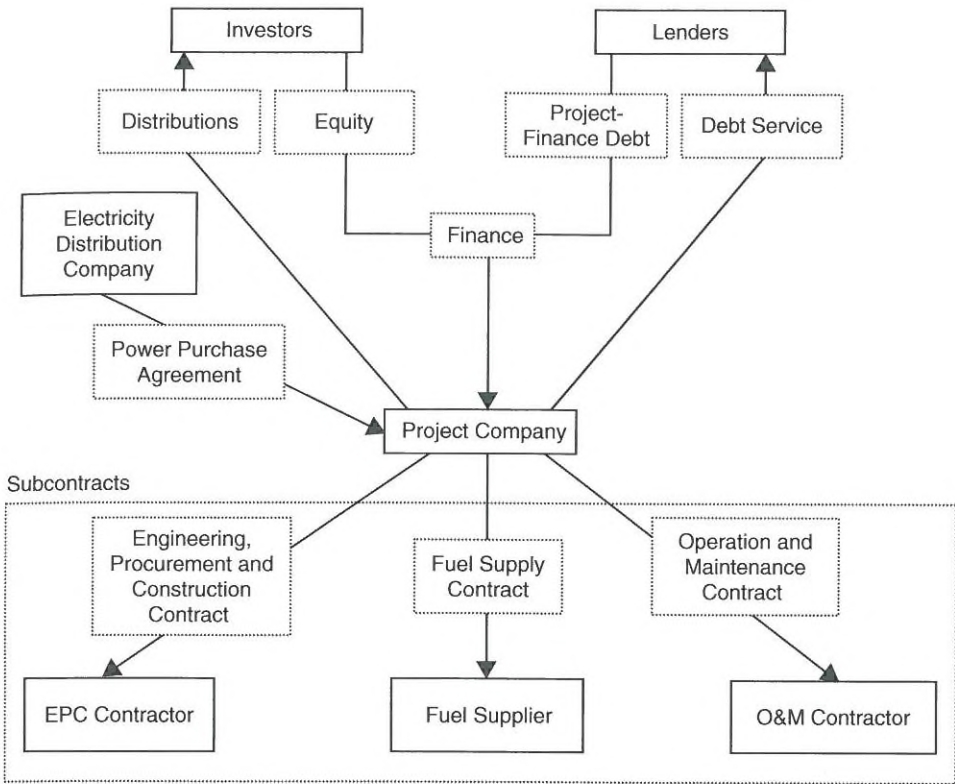 Investors
Lenders
Distributions
Equity
Project-
Finance Debt
Debt Service
Electricity
Distribution
Company
Finance
Power Purchase
Agreement
Project Company
Subcontracts
Engineering,
Procurement and
Construction
Contract
Fuel Supply
Contract
Operation and
Maintenance
Contract
EPC Contractor
Fuel Supplier
O&M Contractor